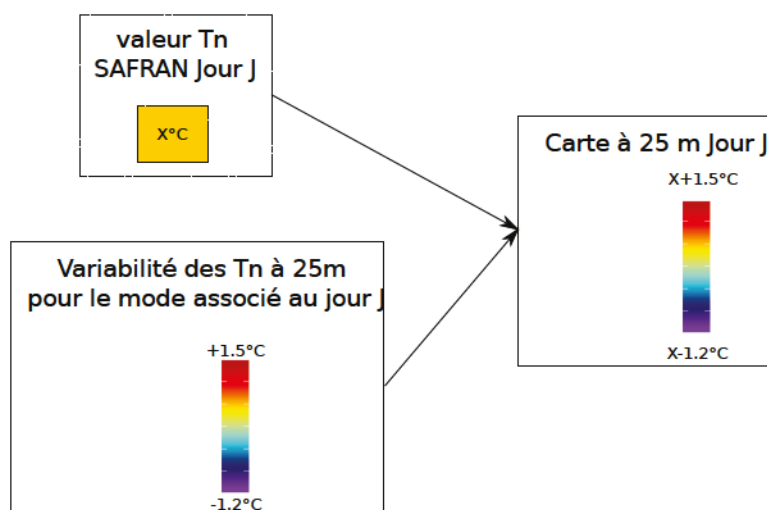 valeur Tn
SAFRAN Jour J
X°C
Carte à 25 m Jour J
X+1.5°C
X-1.2°C
Variabilité des Tn à 25m
pour le mode associé au jour J
+1.5°C
-1.2°C